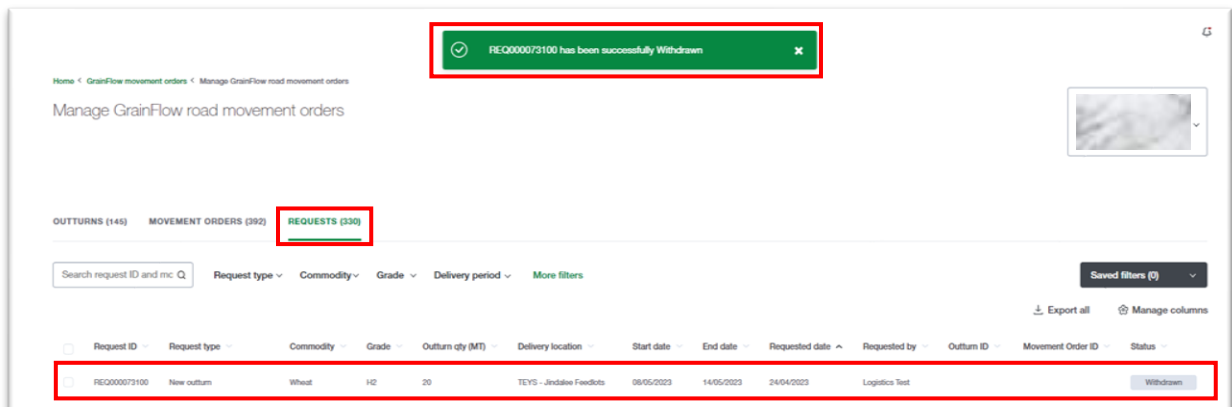 REQ000073100 has been successfully Withdrawn
Home < GrainFlow movement orders < Manage GrainFlow road movement orders
Manage GrainFlow road movement orders
OUTTURNS (145) MOVEMENT ORDERS (392) REQUESTS (330)
Search request ID and mc Request type Commodity Grade Delivery period More filters Saved filters (0)
Export all Manage columns
Request ID Request type Commodity Grade Outturn qty (MT) Delivery location Start date End date Requested date Requested by Outturn ID Movement Order ID Status
REQ000073100 New outturn Wheat H2 20 TEYS - Jindalee Feedlots 08/05/2023 14/05/2023 24/04/2023 Logistics Test Withdrawn